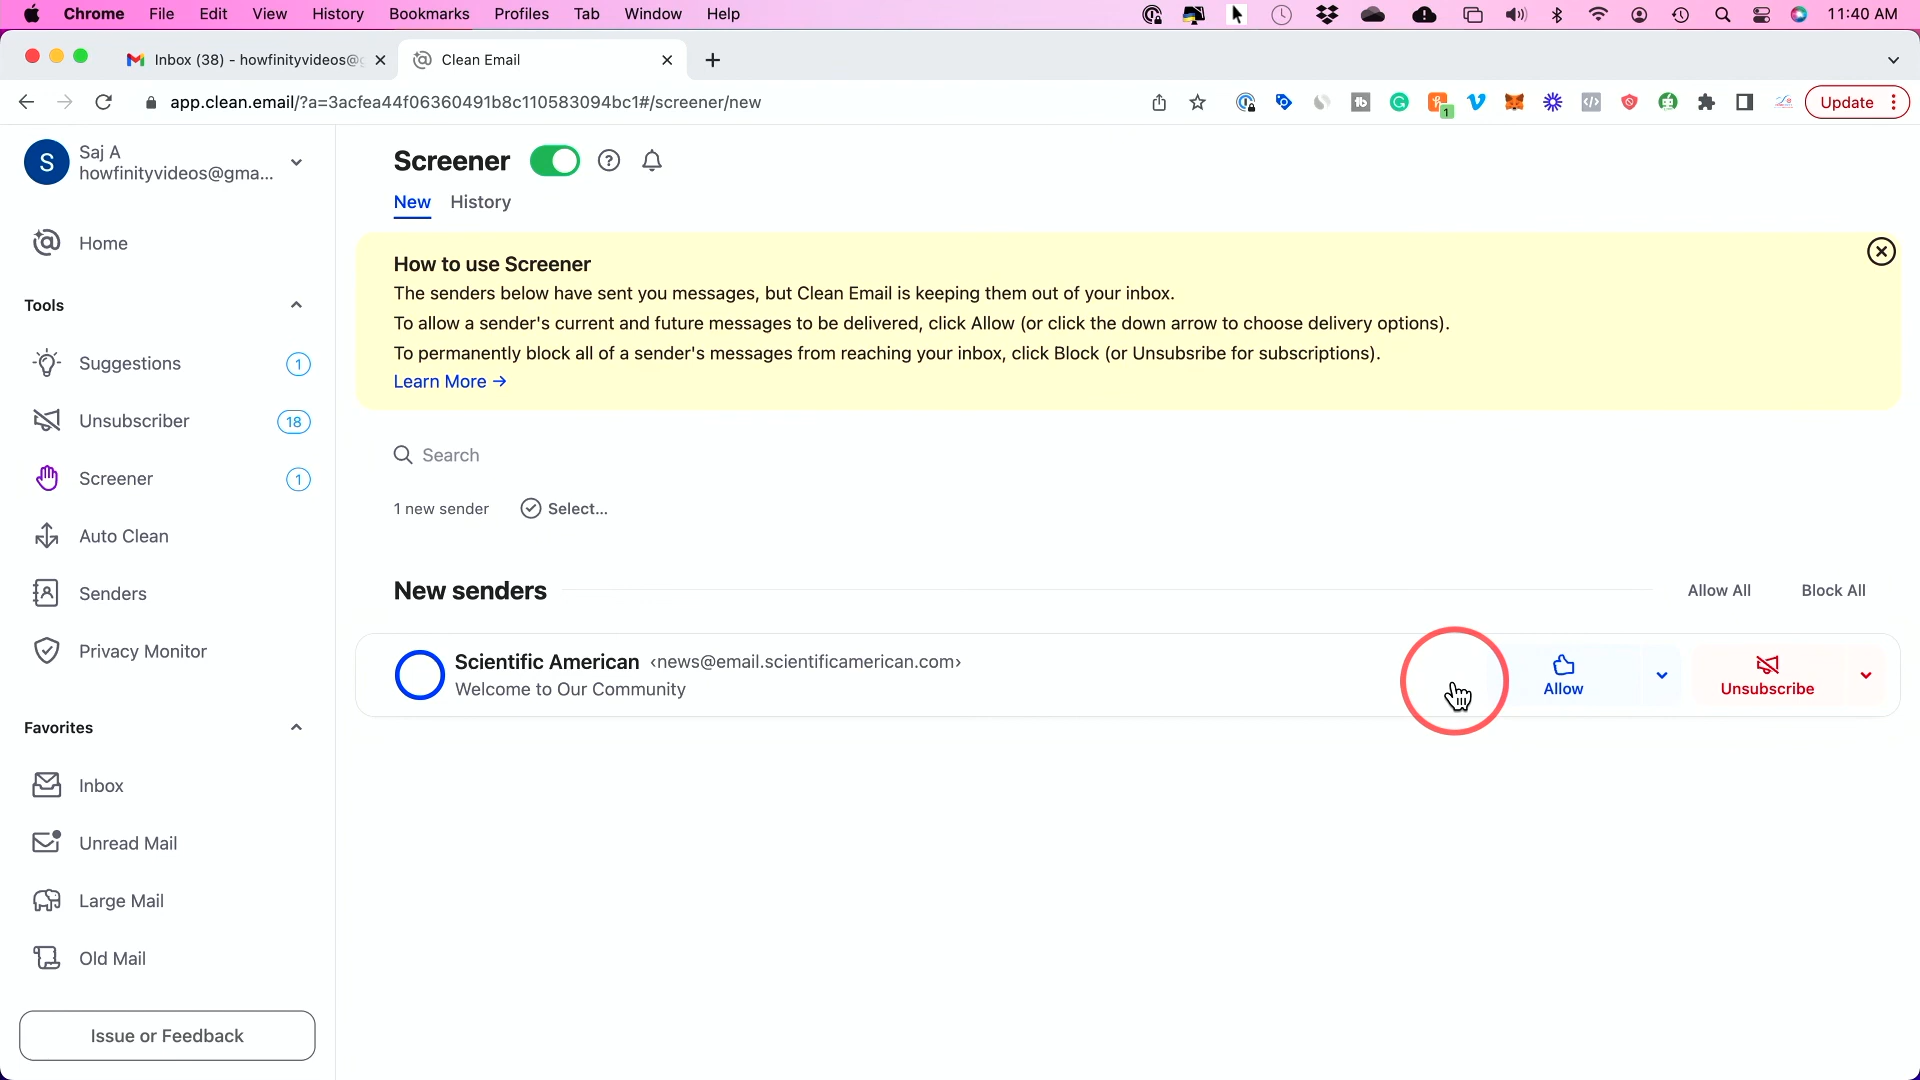 Chrome File Edit View History Bookmarks Profiles Tab Window Help 11:40 AM
Inbox (38) - howfinityvideos@g
Clean Email
app.clean.email/?a=3acfea44f06360491b8c110583094bc1#/screener/new
1
Update
S
Saj A
howfinityvideos@gma...
Home
Tools
Suggestions 1
Unsubscriber 18
Screener 1
Auto Clean
Senders
Privacy Monitor
Favorites
Inbox
Unread Mail
Large Mail
Old Mail
Issue or Feedback
Screener
New History
How to use Screener
The senders below have sent you messages, but Clean Email is keeping them out of your inbox.
To allow a sender's current and future messages to be delivered, click Allow (or click the down arrow to choose delivery options).
To permanently block all of a sender's messages from reaching your inbox, click Block (or Unsubsribe for subscriptions).
Learn More →
Search
1 new sender Select...
New senders Allow All Block All
Scientific American <news@email.scientificamerican.com>
Welcome to Our Community
Allow
Unsubscribe